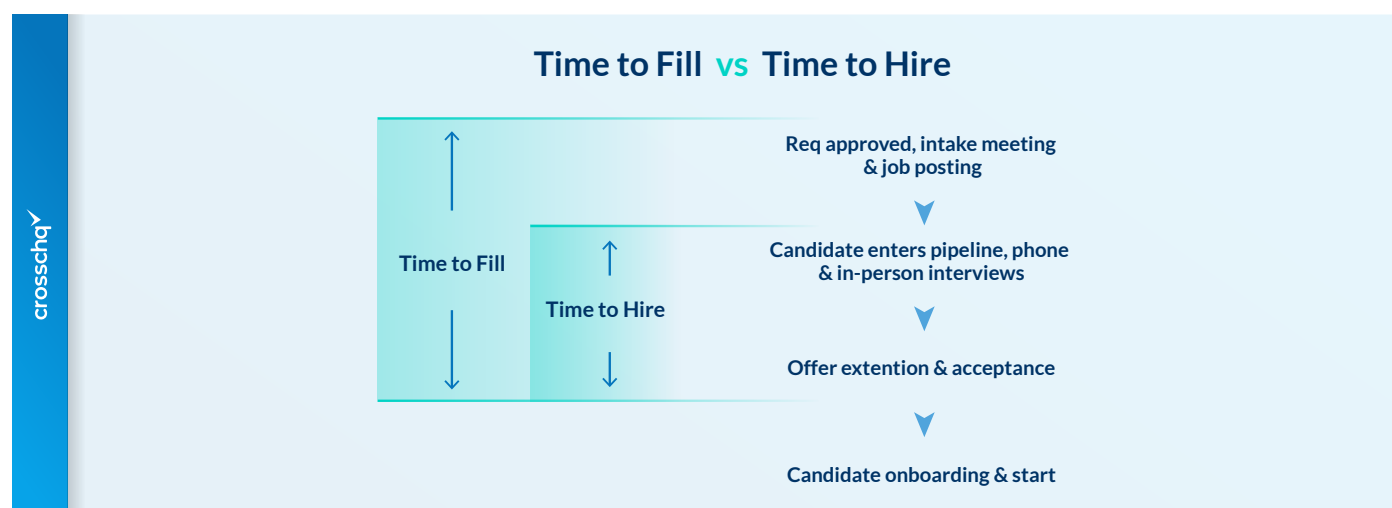 Time to Fill vs Time to Hire
Req approved, intake meeting
& job posting
Candidate enters pipeline, phone
& in-person interviews
Time to Fill
Time to Hire
Offer extention & acceptance
Candidate onboarding & start
crosschq